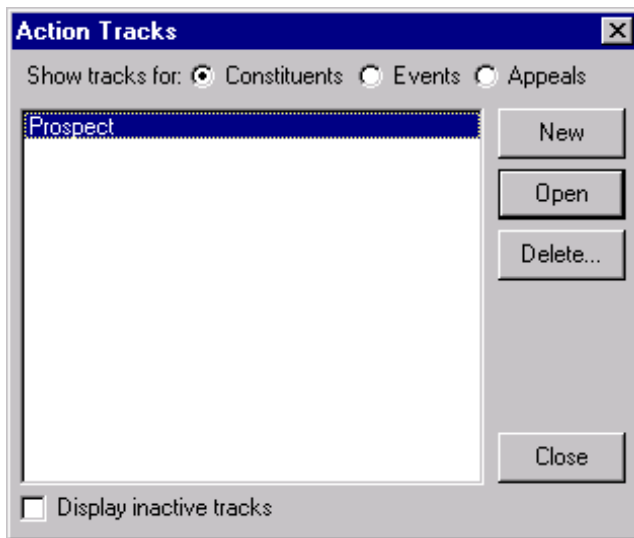 Action Tracks
Show tracks for: Constituents Events Appeals
Prospect
New
Open
Delete...
Close
Display inactive tracks